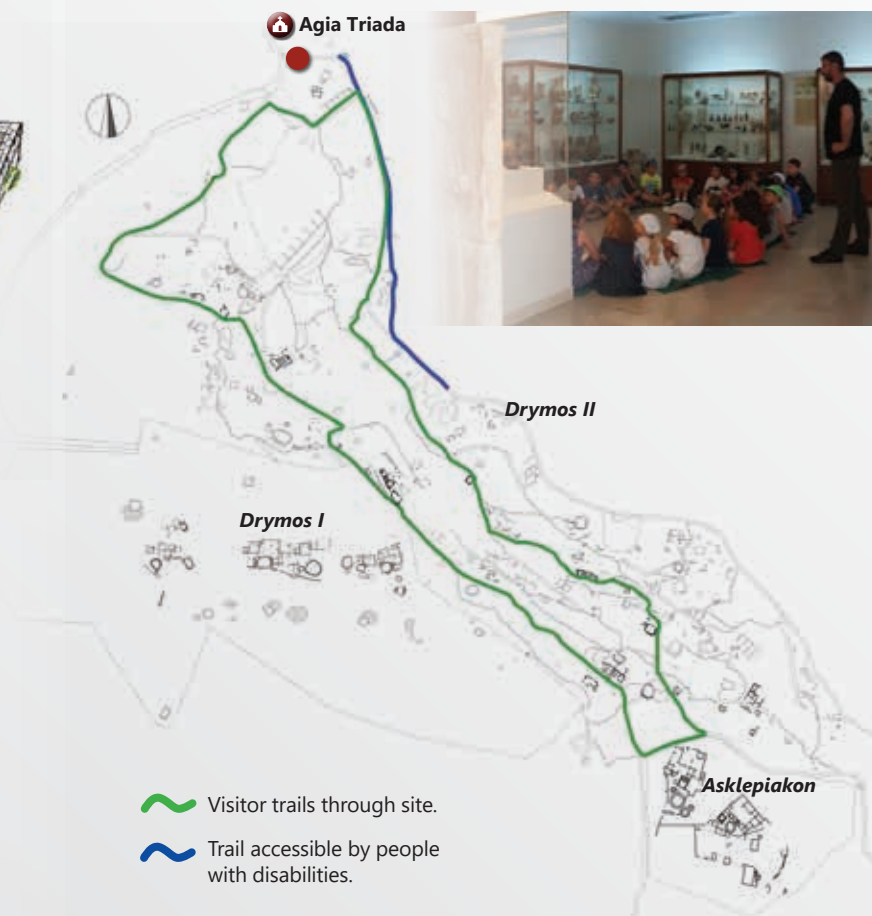 Agia Triada
Drymos II
Drymos I
Asklepiakon
Visitor trails through site.
Trail accessible by people
with disabilities.